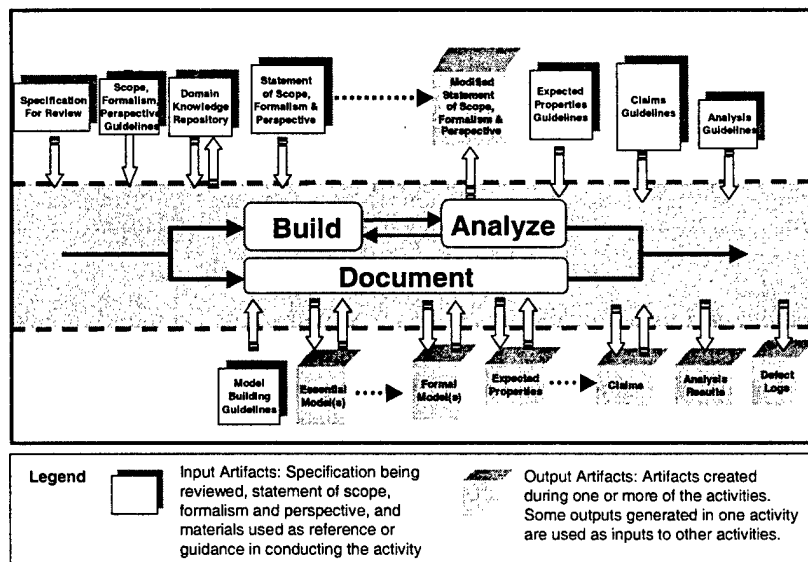 Specification
For Review
Scope,
Formalism,
Perspective
Guidelines
Domain
Knowledge
Repository
Statement
of Scope,
Formalism &
Perspective
Modified
Statement
of Scope,
Formalism &
Perspective
Expected
Properties
Guidelines
Claims
Guidelines
Analysis
Guidelines
Build
Analyze
Document
Model
Building
Guidelines
Essential
Model(s)
Formal
Model(s)
Expected
Properties
Claims
Analysis
Results
Defect
Logs
Legend
Input Artifacts: Specification being
reviewed, statement of scope,
formalism and perspective, and
materials used as reference or
guidance in conducting the activity
Output Artifacts: Artifacts created
during one or more of the activities.
Some outputs generated in one activity
are used as inputs to other activities.